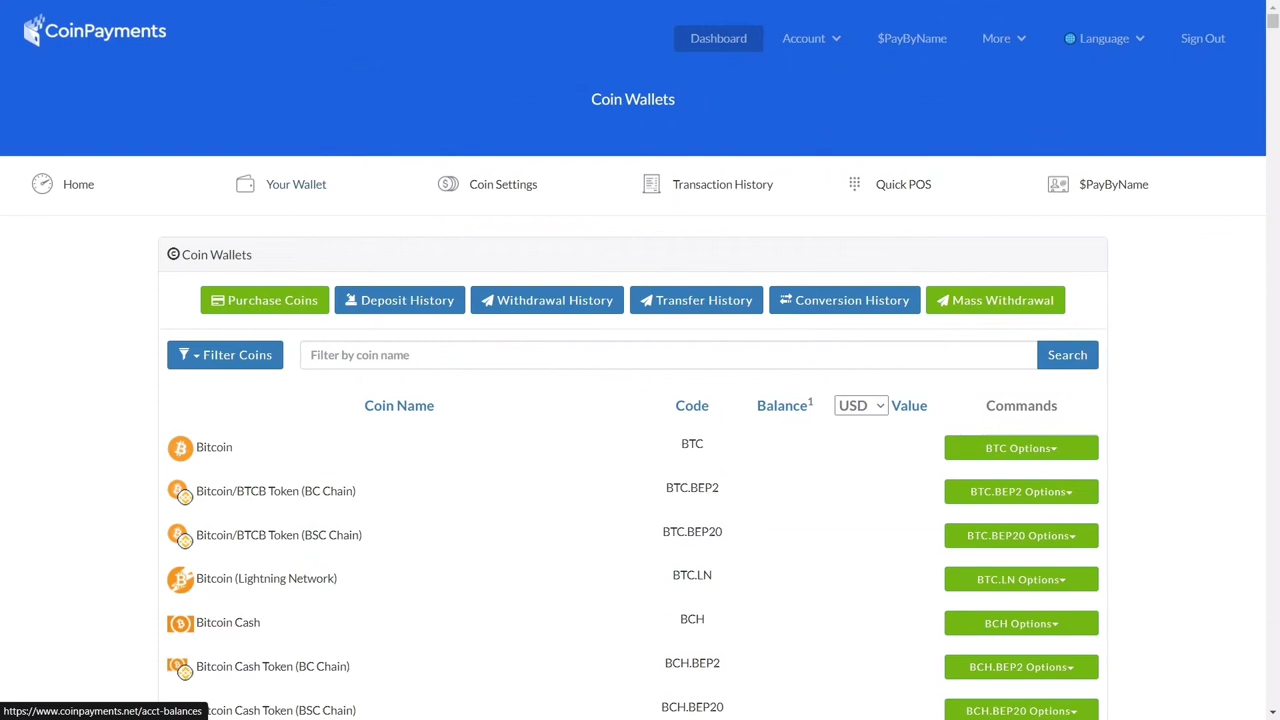 CoinPayments
Dashboard Account $PayByName More Language Sign Out
Coin Wallets
Home Your Wallet Coin Settings Transaction History Quick POS $PayByName
Coin Wallets
Purchase Coins Deposit History Withdrawal History Transfer History Conversion History Mass Withdrawal
Filter Coins Filter by coin name Search
Coin Name Code Balance¹ USD Value Commands
Bitcoin BTC BTC Options
Bitcoin/BTCB Token (BC Chain) BTC.BEP2 BTC.BEP2 Options
Bitcoin/BTCB Token (BSC Chain) BTC.BEP20 BTC.BEP20 Options
Bitcoin (Lightning Network) BTC.LN BTC.LN Options
Bitcoin Cash BCH BCH Options
Bitcoin Cash Token (BC Chain) BCH.BEP2 BCH.BEP2 Options
Bitcoin Cash Token (BSC Chain) BCH.BEP20 BCH.BEP20 Options
https://www.coinpayments.net/acct-balances